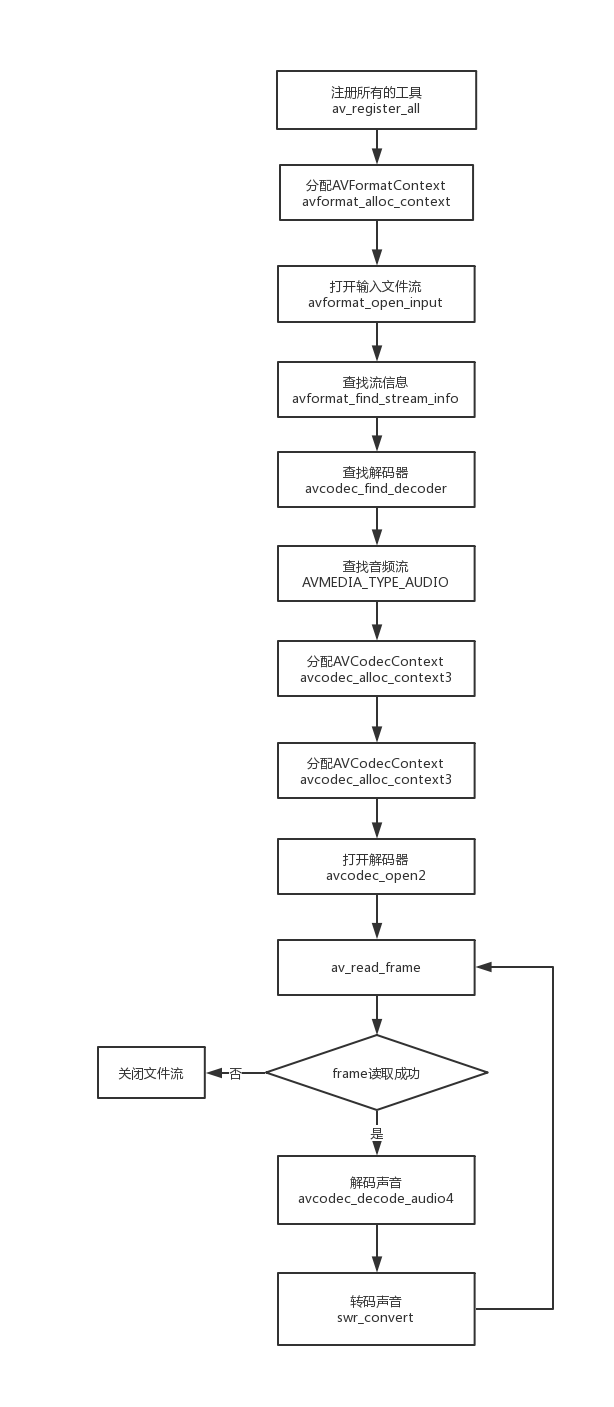 注册所有的工具
av_register_all
分配AVFormatContext
avformat_alloc_context
打开输入文件流
avformat_open_input
查找流信息
avformat_find_stream_info
查找解码器
avcodec_find_decoder
查找音频流
AVMEDIA_TYPE_AUDIO
分配AVCodecContext
avcodec_alloc_context3
分配AVCodecContext
avcodec_alloc_context3
打开解码器
avcodec_open2
av_read_frame
关闭文件流
否
frame读取成功
是
解码声音
avcodec_decode_audio4
转码声音
swr_convert